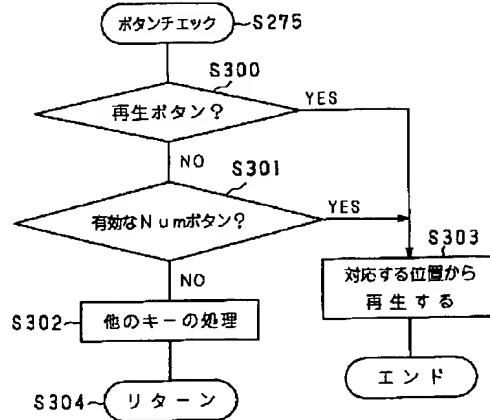 ボタンチェック
S275
S300
再生ボタン？
YES
NO
S301
有効なNumボタン？
YES
NO
S303
対応する位置から
再生する
S302
他のキーの処理
エンド
S304
リターン